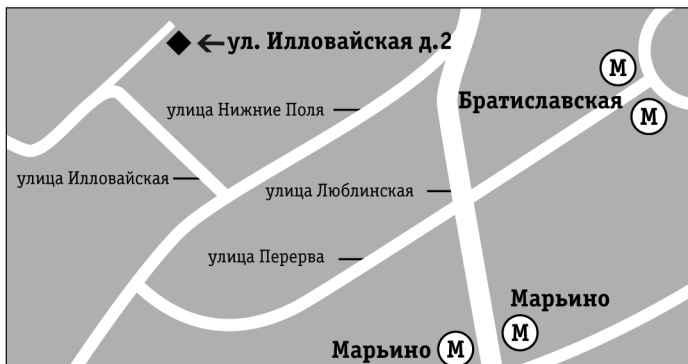 ул. Илловайская д.2
М
Братиславская
М
улица Нижние Поля
улица Илловайская
улица Люблинская
улица Перерва
Марьино
М
Марьино М